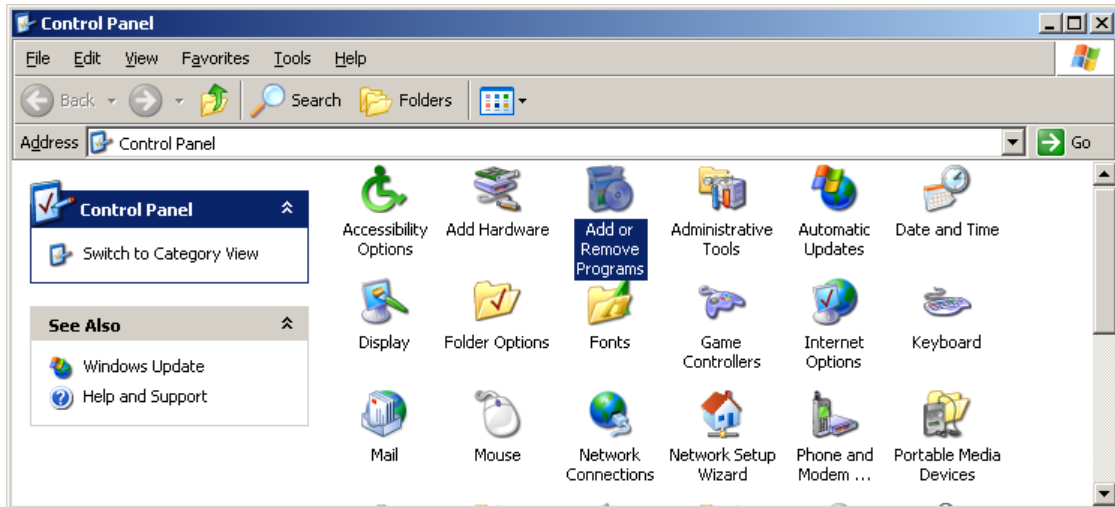 Control Panel
File Edit View Favorites Tools Help
Back Search Folders
Address Control Panel Go
Control Panel
Switch to Category View
See Also
Windows Update
Help and Support
Accessibility Options
Add Hardware
Add or Remove Programs
Administrative Tools
Automatic Updates
Date and Time
Display
Folder Options
Fonts
Game Controllers
Internet Options
Keyboard
Mail
Mouse
Network Connections
Network Setup Wizard
Phone and Modem ...
Portable Media Devices